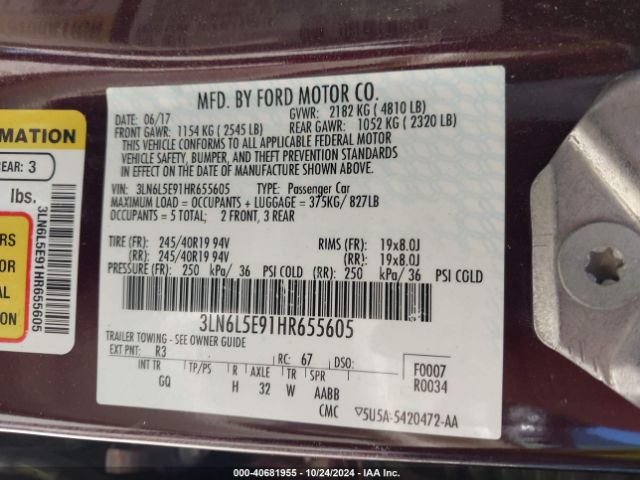 MFD. BY FORD MOTOR CO.
DATE: 06/17 GVWR: 2182 KG ( 4810 LB)
FRONT GAWR: 1154 KG ( 2545 LB) REAR GAWR: 1052 KG ( 2320 LB)
THIS VEHICLE CONFORMS TO ALL APPLICABLE FEDERAL MOTOR
VEHICLE SAFETY, BUMPER, AND THEFT PREVENTION STANDARDS
IN EFFECT ON THE DATE OF MANUFACTURE SHOWN ABOVE.
VIN: 3LN6L5E91HR655605 TYPE: Passenger Car
MAXIMUM LOAD = OCCUPANTS + LUGGAGE = 375KG/ 827LB
OCCUPANTS = 5 TOTAL; 2 FRONT, 3 REAR
TIRE (FR): 245/40R19 94V RIMS (FR): 19x8.0J
(RR): 245/40R19 94V (RR): 19x8.0J
PRESSURE (FR): 250 kPa/ 36 PSI COLD (RR): 250 kPa/ 36 PSI COLD
3LN6L5E91HR655605
TRAILER TOWING - SEE OWNER GUIDE
EXT PNT: R3 RC: 67 DSO:
INT TR TP/PS R AXLE TR SPR
GQ H 32 W AABB
CMC
F0007
R0034
5U5A-5420472-AA
RMATION
EAR: 3
lbs.
3LN6L5E91HR655605
RS
OR
ATION
ON
000-40681955 - 10/24/2024 - IAA Inc.